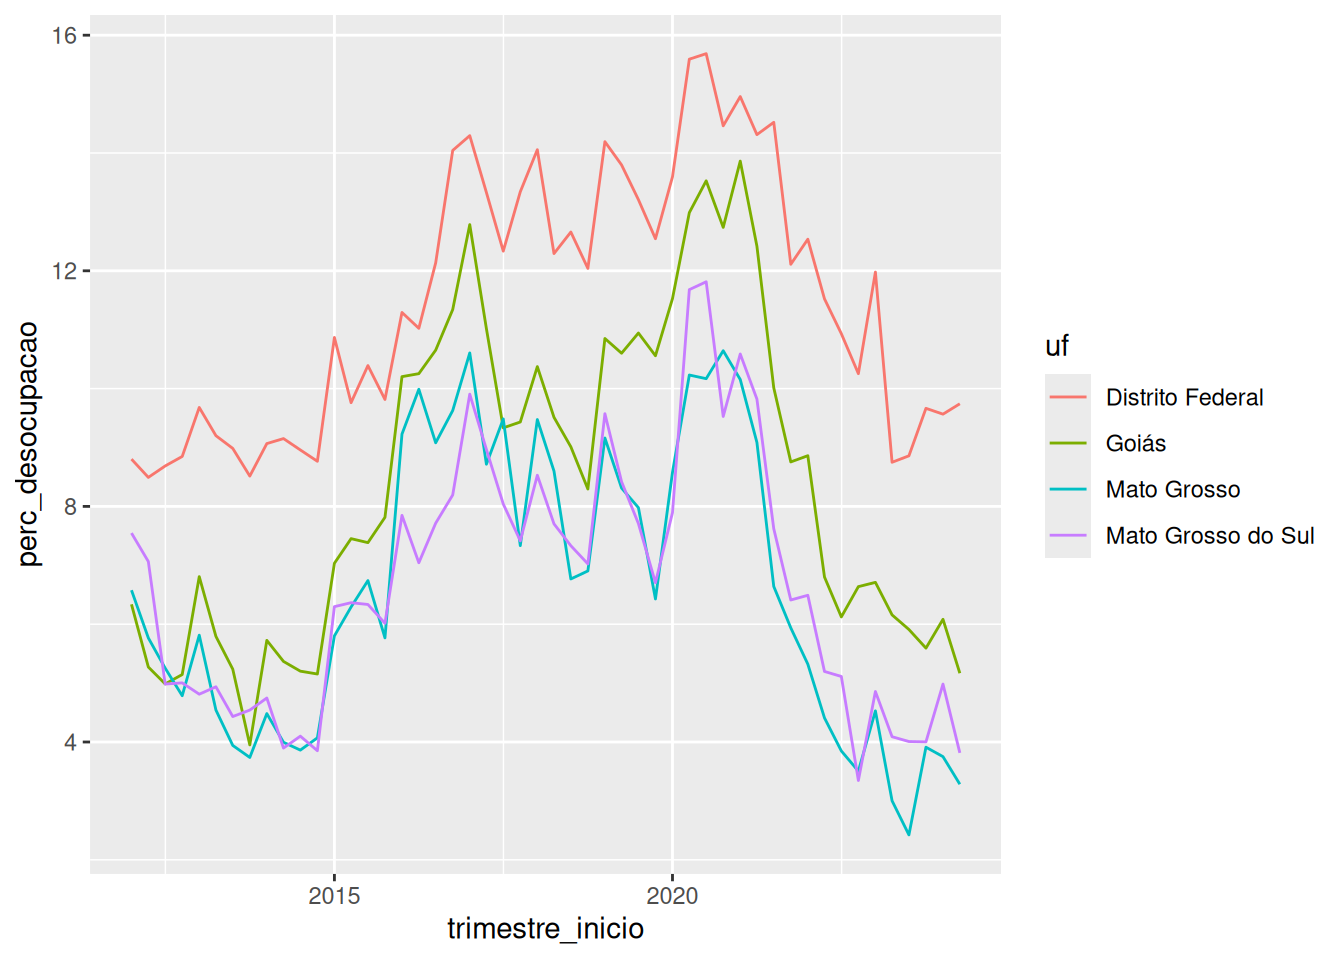 16
12
8
4
perc_desocupacao
2015
2020
trimestre_inicio
uf
Distrito Federal
Goiás
Mato Grosso
Mato Grosso do Sul